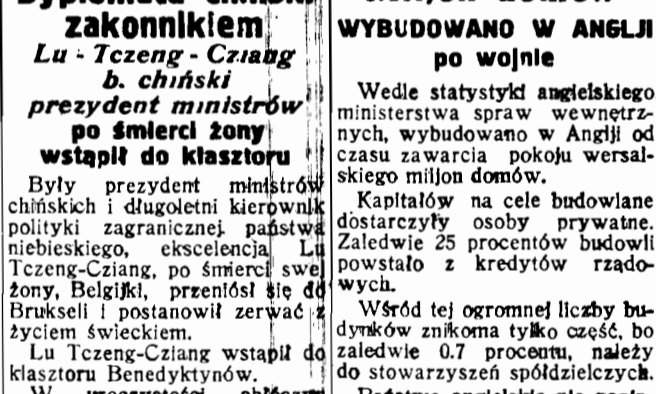 zakonnikiem
Lu - Tczeng - Cziang
b. chiński
prezydent ministrów
po śmierci żony
wstąpił do klasztoru
Były prezydent ministrów
chińskich i długoletni kierownik
polityki zagranicznej państwa
niebieskiego, ekscelencja Lu
Tczeng-Cziang, po śmierci swej
żony, Belgijki, przeniósł się do
Brukseli i postanowił zerwać z
życiem świeckiem.
Lu Tczeng-Cziang wstąpił do
klasztoru Benedyktynów.
WYBUDOWANO W ANGLJI
po wojnie
Wedle statystyki angielskiego
ministerstwa spraw wewnętrz-
nych, wybudowano w Anglji od
czasu zawarcia pokoju wersal-
skiego miljon domów.
Kapitałów na cele budowlane
dostarczyły osoby prywatne.
Zaledwie 25 procentów budowli
powstało z kredytów rządo-
wych.
Wśród tej ogromnej liczby bu-
dynków znikoma tylko część, bo
zaledwie 0.7 procentu, należy
do stowarzyszeń spółdzielczych.